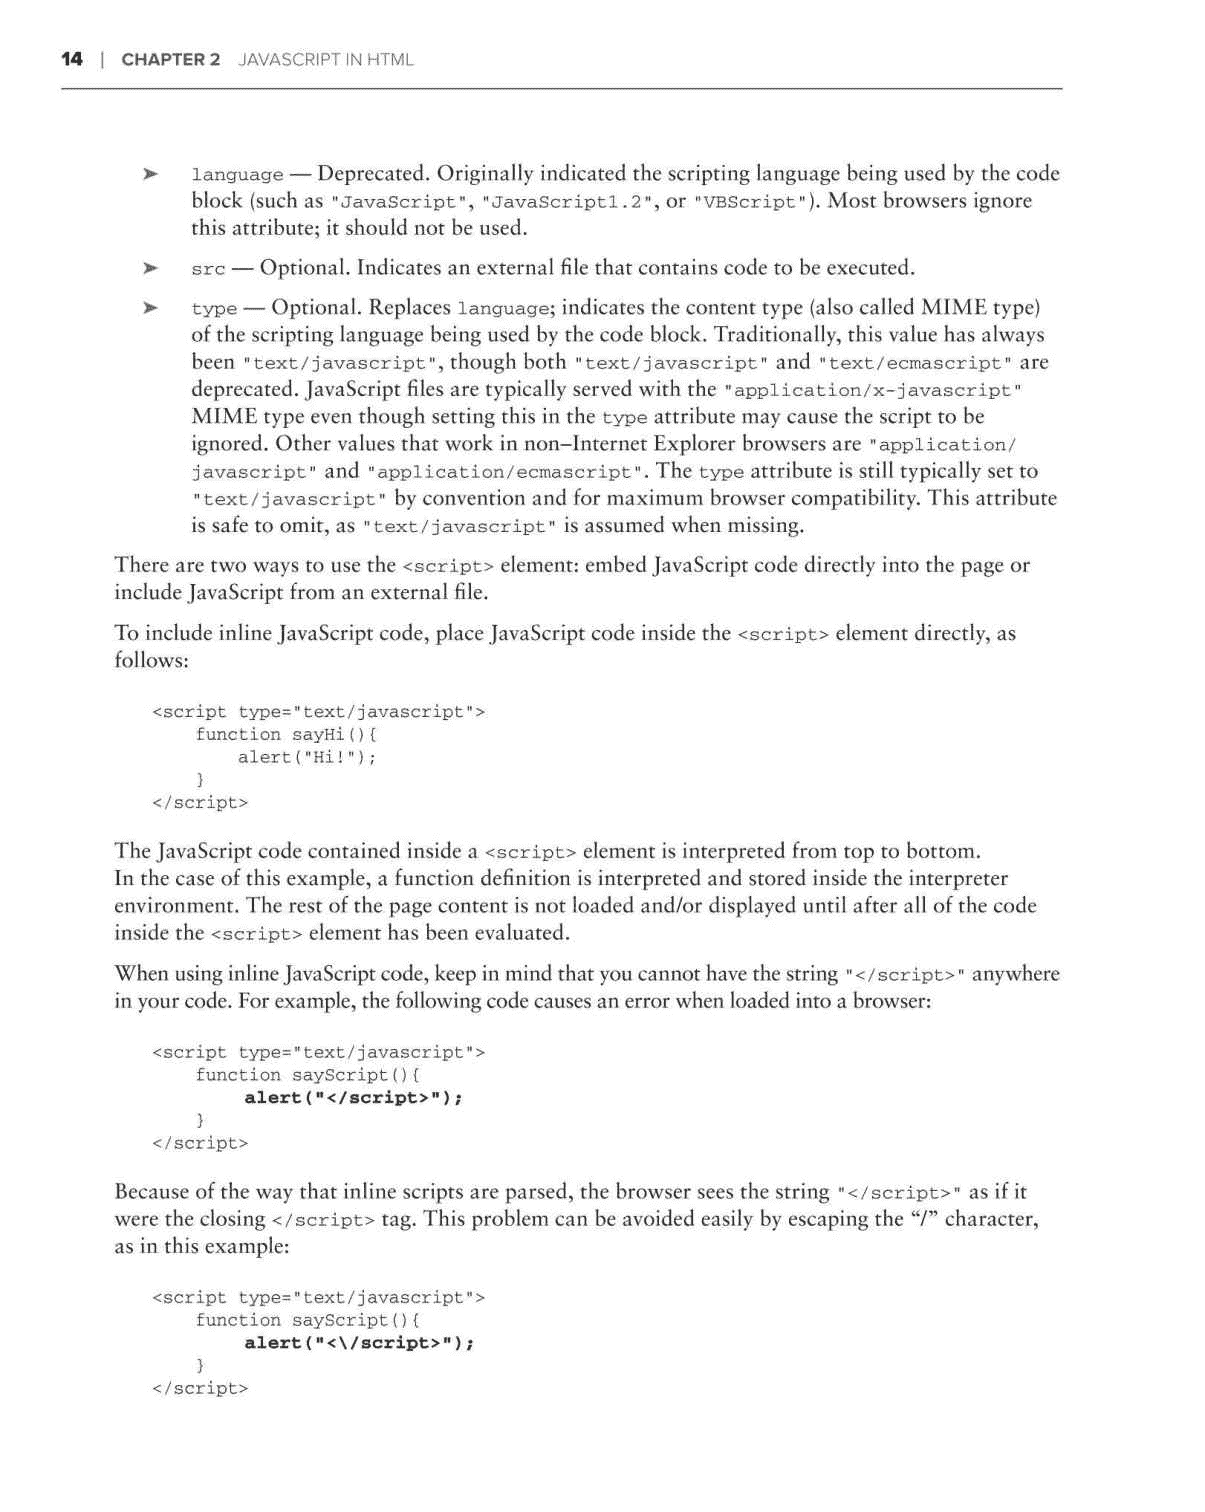 14 | CHAPTER 2 JAVASCRIPT IN HTML
➤ language — Deprecated. Originally indicated the scripting language being used by the code
block (such as "JavaScript", "JavaScript1.2", or "VBScript"). Most browsers ignore
this attribute; it should not be used.
➤ src — Optional. Indicates an external file that contains code to be executed.
➤ type — Optional. Replaces language; indicates the content type (also called MIME type)
of the scripting language being used by the code block. Traditionally, this value has always
been "text/javascript", though both "text/javascript" and "text/ecmascript" are
deprecated. JavaScript files are typically served with the "application/x-javascript"
MIME type even though setting this in the type attribute may cause the script to be
ignored. Other values that work in non–Internet Explorer browsers are "application/
javascript" and "application/ecmascript". The type attribute is still typically set to
"text/javascript" by convention and for maximum browser compatibility. This attribute
is safe to omit, as "text/javascript" is assumed when missing.
There are two ways to use the <script> element: embed JavaScript code directly into the page or
include JavaScript from an external file.
To include inline JavaScript code, place JavaScript code inside the <script> element directly, as
follows:
<script type="text/javascript">
    function sayHi(){
        alert("Hi!");
    }
</script>
The JavaScript code contained inside a <script> element is interpreted from top to bottom.
In the case of this example, a function definition is interpreted and stored inside the interpreter
environment. The rest of the page content is not loaded and/or displayed until after all of the code
inside the <script> element has been evaluated.
When using inline JavaScript code, keep in mind that you cannot have the string "</script>" anywhere
in your code. For example, the following code causes an error when loaded into a browser:
<script type="text/javascript">
    function sayScript(){
        alert("</script>");
    }
</script>
Because of the way that inline scripts are parsed, the browser sees the string "</script>" as if it
were the closing </script> tag. This problem can be avoided easily by escaping the “/” character,
as in this example:
<script type="text/javascript">
    function sayScript(){
        alert("<\/script>");
    }
</script>